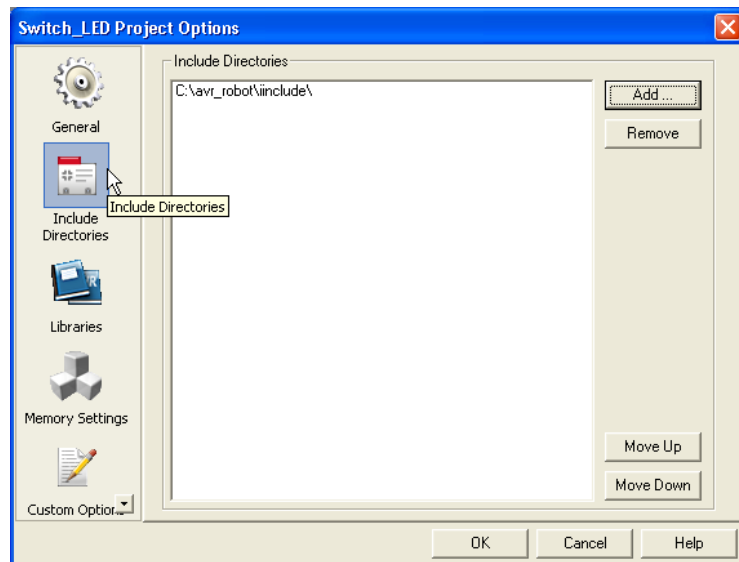 Switch_LED Project Options
General
Include
Directories
Include Directories
Libraries
Memory Settings
Custom Options
Include Directories
C:\avr_robot\iinclude\
Add ...
Remove
Move Up
Move Down
OK
Cancel
Help